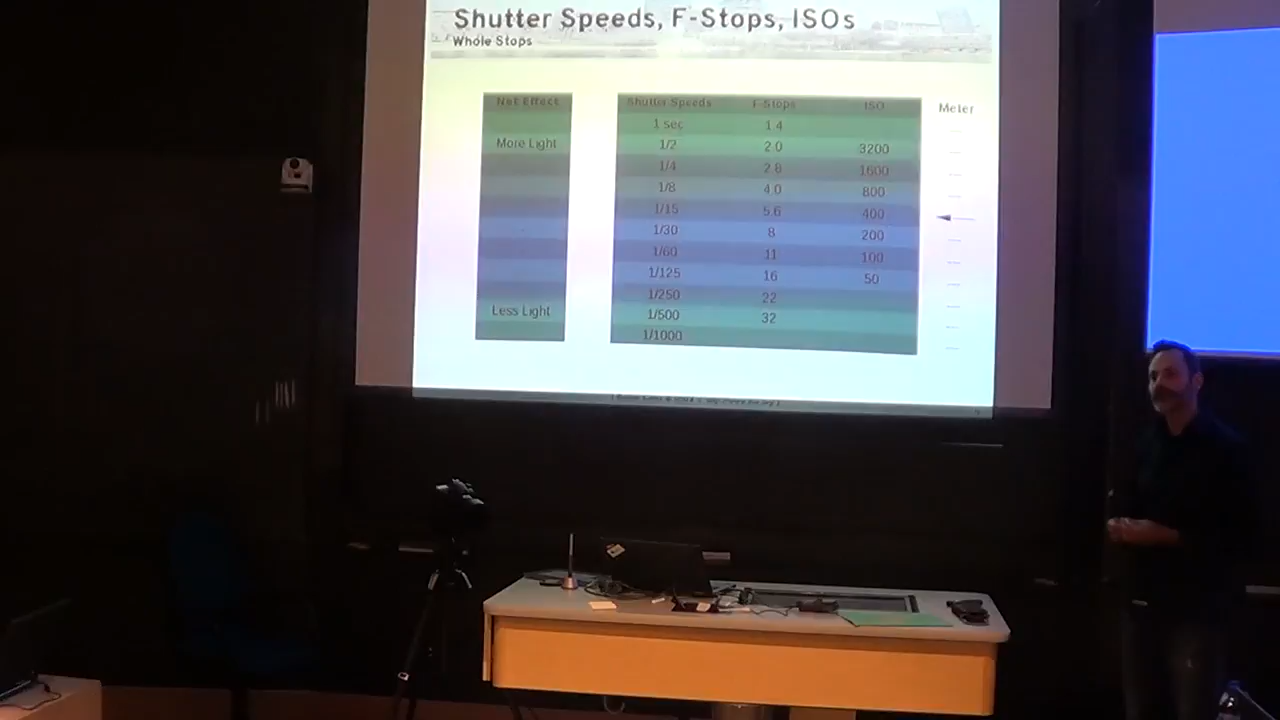 Shutter Speeds, F-Stops, ISOs
Whole Stops
Net Effect Shutter Speeds F-Stops ISO Meter
1 sec 1.4
More Light 1/2 2.0 3200
1/4 2.8 1600
1/8 4.0 800
1/15 5.6 400
1/30 8 200
1/60 11 100
1/125 16 50
1/250 22
Less Light 1/500 32
1/1000